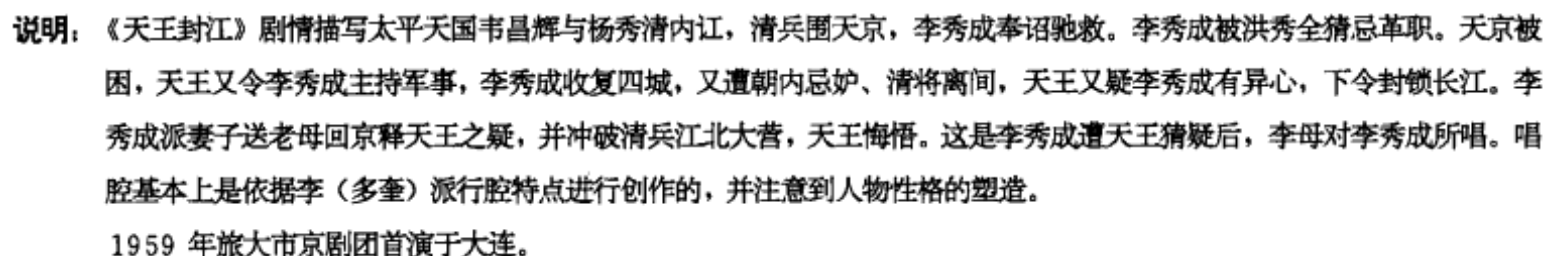 说明：《天王封江》剧情描写太平天国韦昌辉与杨秀清内讧，清兵围天京，李秀成奉诏驰救。李秀成被洪秀全猜忌革职。天京被
困，天王又令李秀成主持军事，李秀成收复四城，又遭朝内忌妒、清将离间，天王又疑李秀成有异心，下令封锁长江。李
秀成派妻子送老母回京释天王之疑，并冲破清兵江北大营，天王悔悟。这是李秀成遭天王猜疑后，李母对李秀成所唱。唱
腔基本上是依据李（多奎）派行腔特点进行创作的，并注意到人物性格的塑造。
1959 年旅大市京剧团首演于大连。